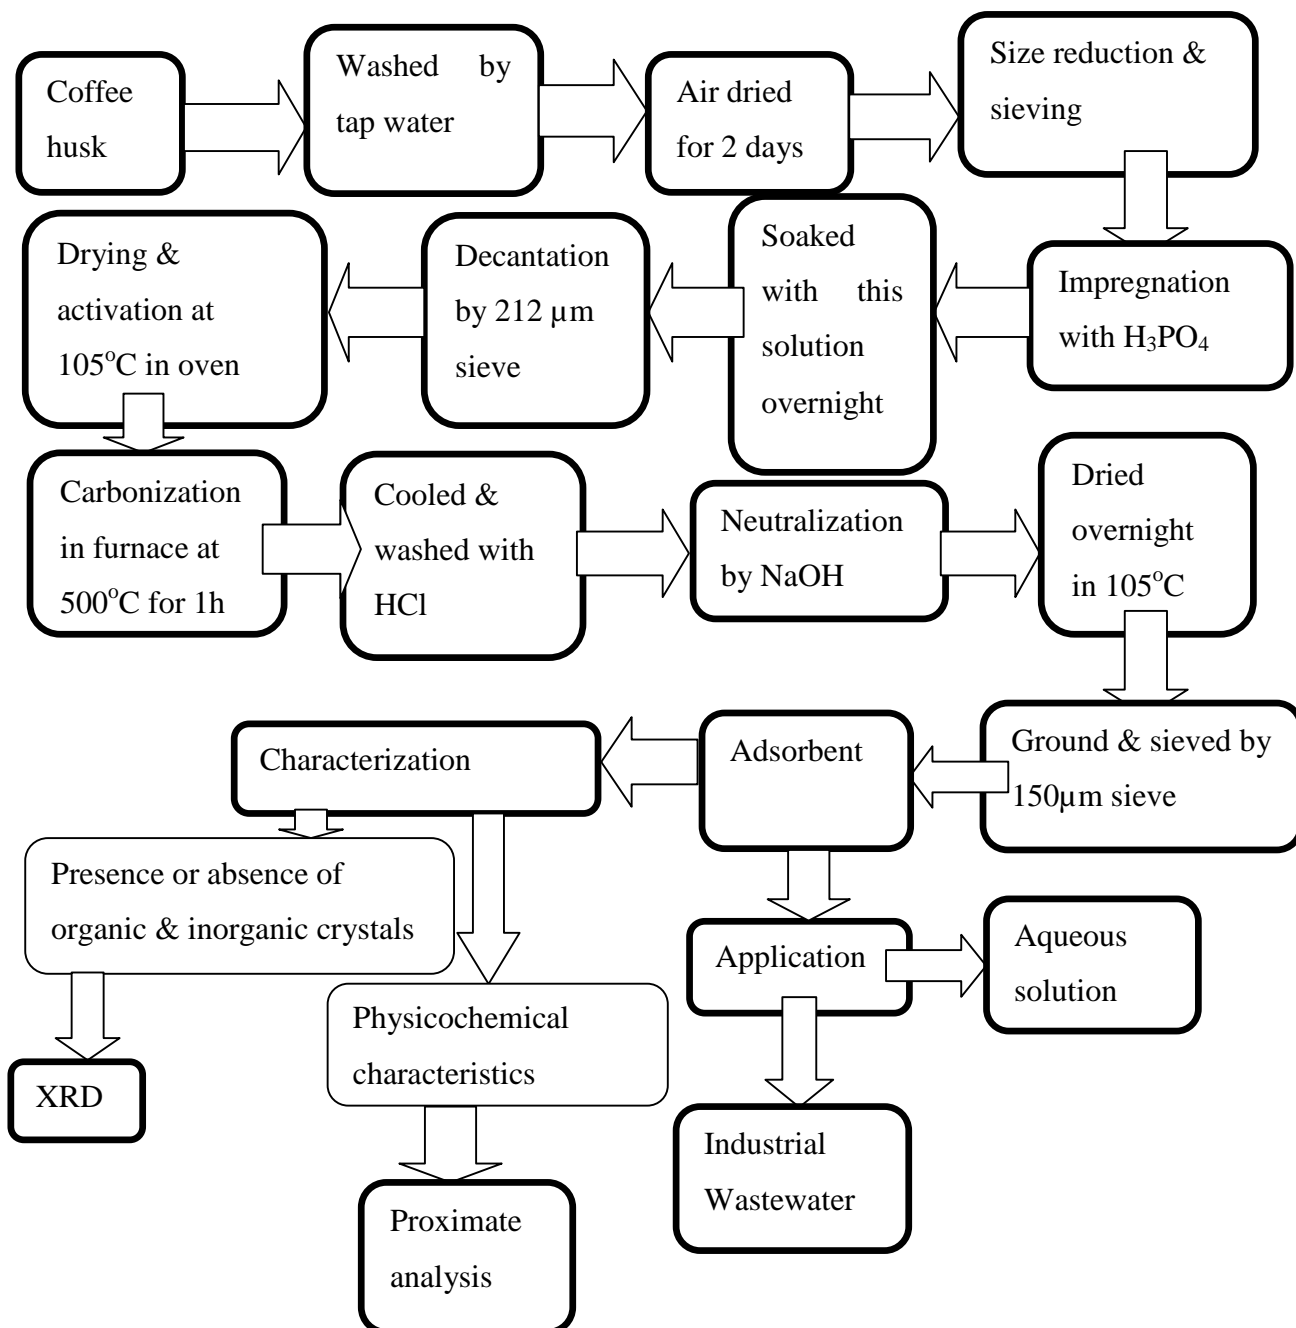 Coffee
husk
Washed by
tap water
Air dried
for 2 days
Size reduction &
sieving
Drying &
activation at
105°C in oven
Decantation
by 212 µm
sieve
Soaked
with this
solution
overnight
Impregnation
with H₃PO₄
Carbonization
in furnace at
500°C for 1h
Cooled &
washed with
HCl
Neutralization
by NaOH
Dried
overnight
in 105°C
Characterization
Adsorbent
Ground & sieved by
150µm sieve
Presence or absence of
organic & inorganic crystals
Application
Aqueous
solution
Physicochemical
characteristics
XRD
Industrial
Wastewater
Proximate
analysis